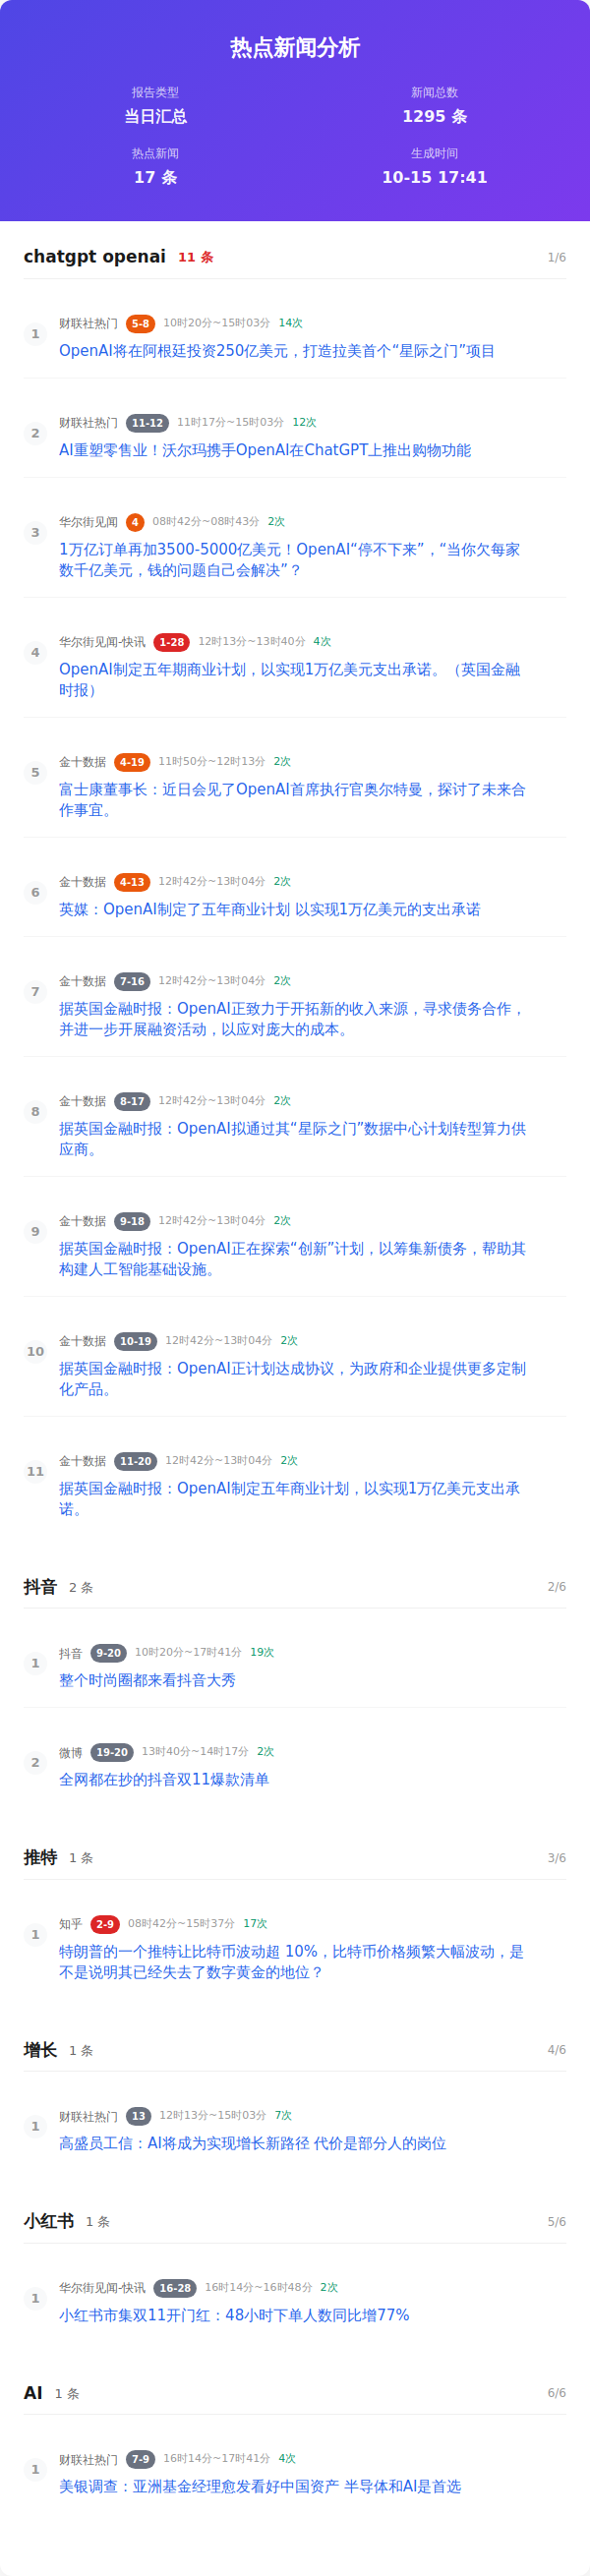 热点新闻分析
报告类型
当日汇总
新闻总数
1295 条
热点新闻
17 条
生成时间
10-15 17:41
chatgpt openai 11 条 1/6
1
财联社热门 5-8 10时20分~15时03分 14次
OpenAI将在阿根廷投资250亿美元，打造拉美首个“星际之门”项目
2
财联社热门 11-12 11时17分~15时03分 12次
AI重塑零售业！沃尔玛携手OpenAI在ChatGPT上推出购物功能
3
华尔街见闻 4 08时42分~08时43分 2次
1万亿订单再加3500-5000亿美元！OpenAI“停不下来”，“当你欠每家
数千亿美元，钱的问题自己会解决”？
4
华尔街见闻-快讯 1-28 12时13分~13时40分 4次
OpenAI制定五年期商业计划，以实现1万亿美元支出承诺。（英国金融
时报）
5
金十数据 4-19 11时50分~12时13分 2次
富士康董事长：近日会见了OpenAI首席执行官奥尔特曼，探讨了未来合
作事宜。
6
金十数据 4-13 12时42分~13时04分 2次
英媒：OpenAI制定了五年商业计划 以实现1万亿美元的支出承诺
7
金十数据 7-16 12时42分~13时04分 2次
据英国金融时报：OpenAI正致力于开拓新的收入来源，寻求债务合作，
并进一步开展融资活动，以应对庞大的成本。
8
金十数据 8-17 12时42分~13时04分 2次
据英国金融时报：OpenAI拟通过其“星际之门”数据中心计划转型算力供
应商。
9
金十数据 9-18 12时42分~13时04分 2次
据英国金融时报：OpenAI正在探索“创新”计划，以筹集新债务，帮助其
构建人工智能基础设施。
10
金十数据 10-19 12时42分~13时04分 2次
据英国金融时报：OpenAI正计划达成协议，为政府和企业提供更多定制
化产品。
11
金十数据 11-20 12时42分~13时04分 2次
据英国金融时报：OpenAI制定五年商业计划，以实现1万亿美元支出承
诺。
抖音 2 条 2/6
1
抖音 9-20 10时20分~17时41分 19次
整个时尚圈都来看抖音大秀
2
微博 19-20 13时40分~14时17分 2次
全网都在抄的抖音双11爆款清单
推特 1 条 3/6
1
知乎 2-9 08时42分~15时37分 17次
特朗普的一个推特让比特币波动超 10%，比特币价格频繁大幅波动，是
不是说明其已经失去了数字黄金的地位？
增长 1 条 4/6
1
财联社热门 13 12时13分~15时03分 7次
高盛员工信：AI将成为实现增长新路径 代价是部分人的岗位
小红书 1 条 5/6
1
华尔街见闻-快讯 16-28 16时14分~16时48分 2次
小红书市集双11开门红：48小时下单人数同比增77%
AI 1 条 6/6
1
财联社热门 7-9 16时14分~17时41分 4次
美银调查：亚洲基金经理愈发看好中国资产 半导体和AI是首选